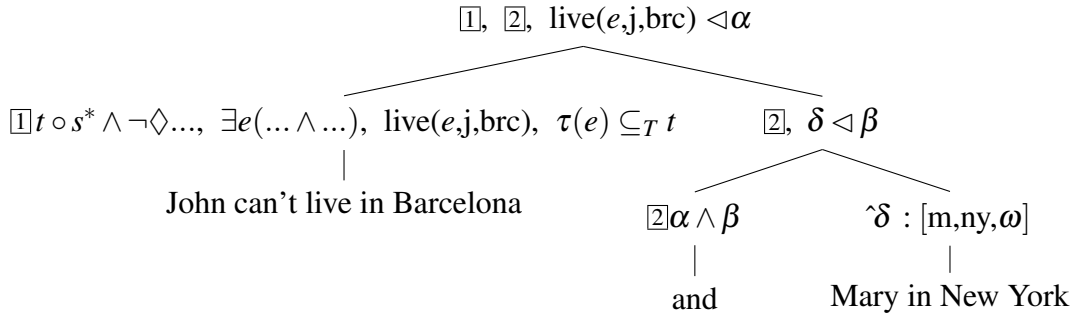 1, 2, live(e,j,brc) ◁ α
1 t ∘ s* ∧ ¬◇..., ∃e(... ∧ ...), live(e,j,brc), τ(e) ⊆T t
2, δ ◁ β
John can't live in Barcelona
2 α ∧ β
ˆδ : [m,ny,ω]
and
Mary in New York